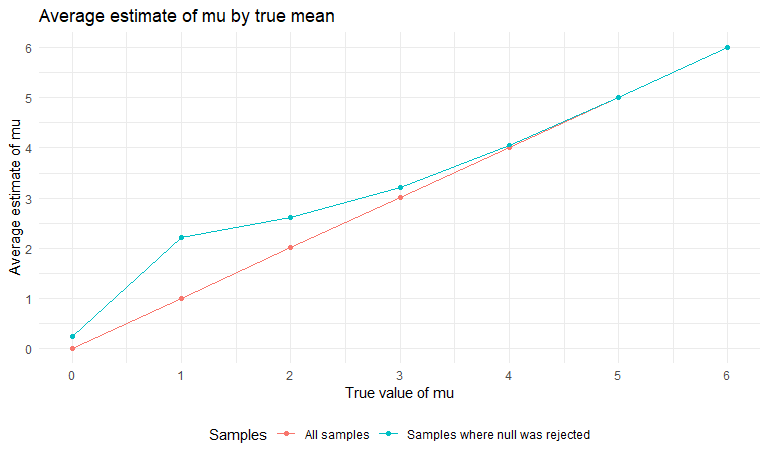 Average estimate of mu by true mean
6
5
4
3
2
1
0
Average estimate of mu
0 1 2 3 4 5 6
True value of mu
Samples All samples Samples where null was rejected